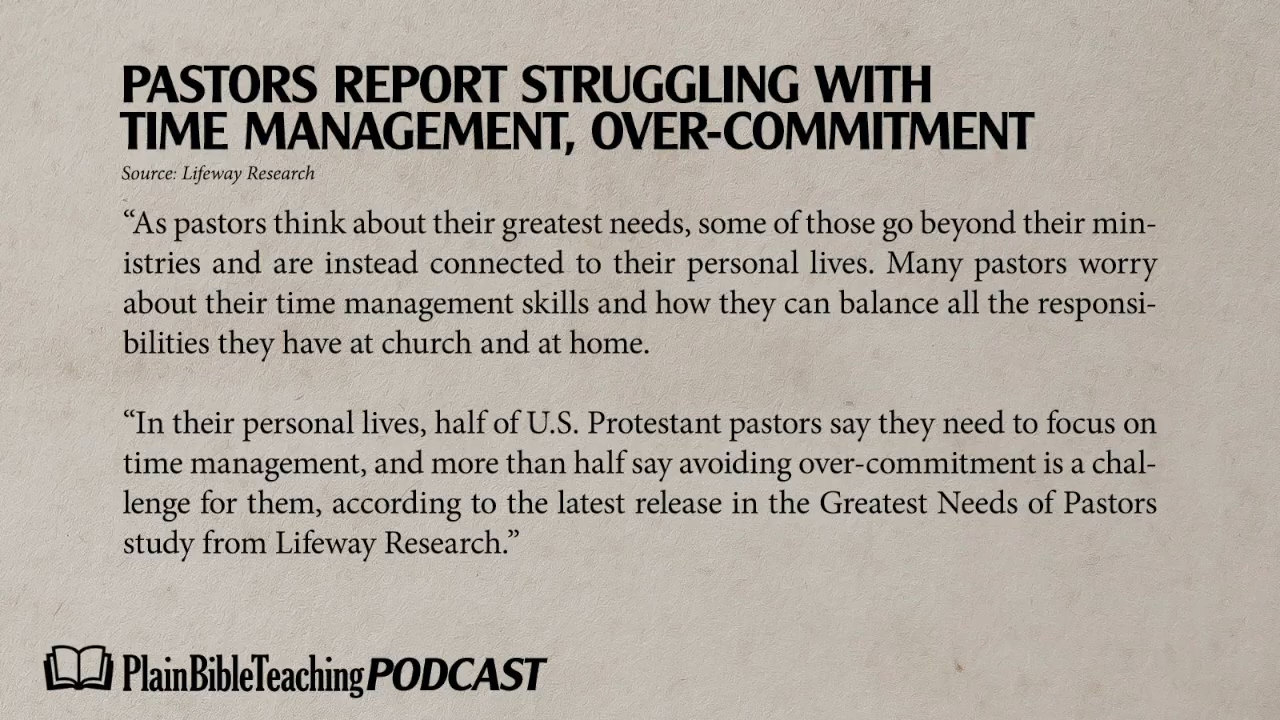 PASTORS REPORT STRUGGLING WITH
TIME MANAGEMENT, OVER-COMMITMENT
Source: Lifeway Research
“As pastors think about their greatest needs, some of those go beyond their min-
istries and are instead connected to their personal lives. Many pastors worry
about their time management skills and how they can balance all the responsi-
bilities they have at church and at home.
“In their personal lives, half of U.S. Protestant pastors say they need to focus on
time management, and more than half say avoiding over-commitment is a chal-
lenge for them, according to the latest release in the Greatest Needs of Pastors
study from Lifeway Research.”
PlainBibleTeaching PODCAST